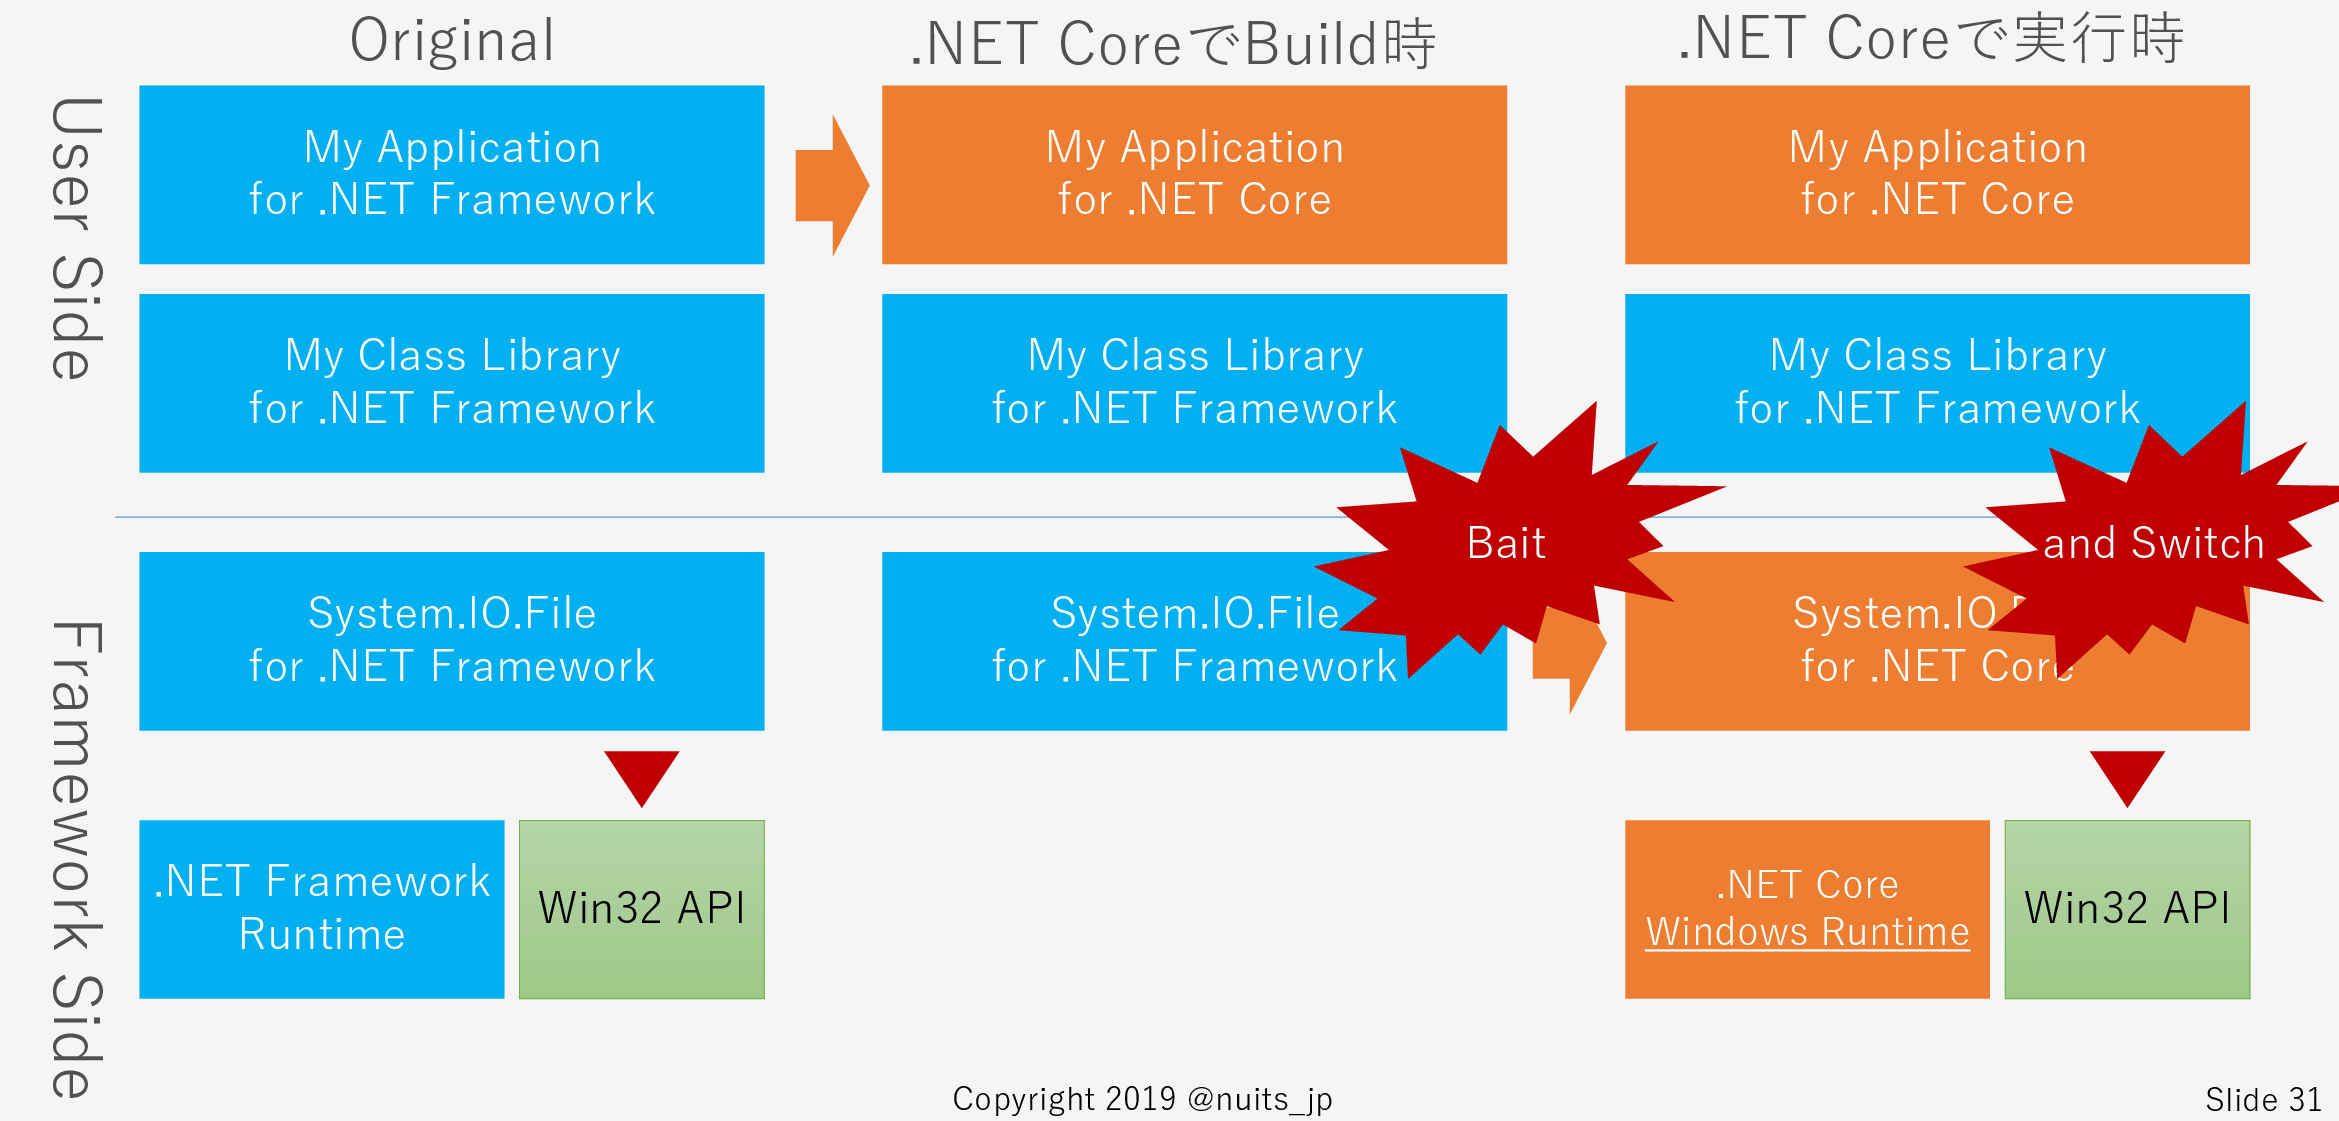 Original
.NET CoreでBuild時
.NET Coreで実行時
User Side
My Application
for .NET Framework
My Application
for .NET Core
My Application
for .NET Core
My Class Library
for .NET Framework
My Class Library
for .NET Framework
My Class Library
for .NET Framework
Bait
and Switch
Framework Side
System.IO.File
for .NET Framework
System.IO.File
for .NET Framework
System.IO
for .NET Core
.NET Framework
Runtime
Win32 API
.NET Core
Windows Runtime
Win32 API
Copyright 2019 @nuits_jp
Slide 31